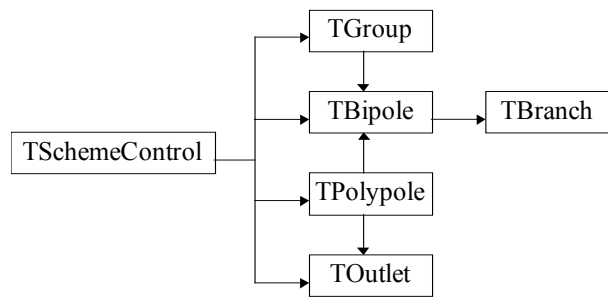 TGroup
TBipole
TBranch
TSchemeControl
TPolypole
TOutlet